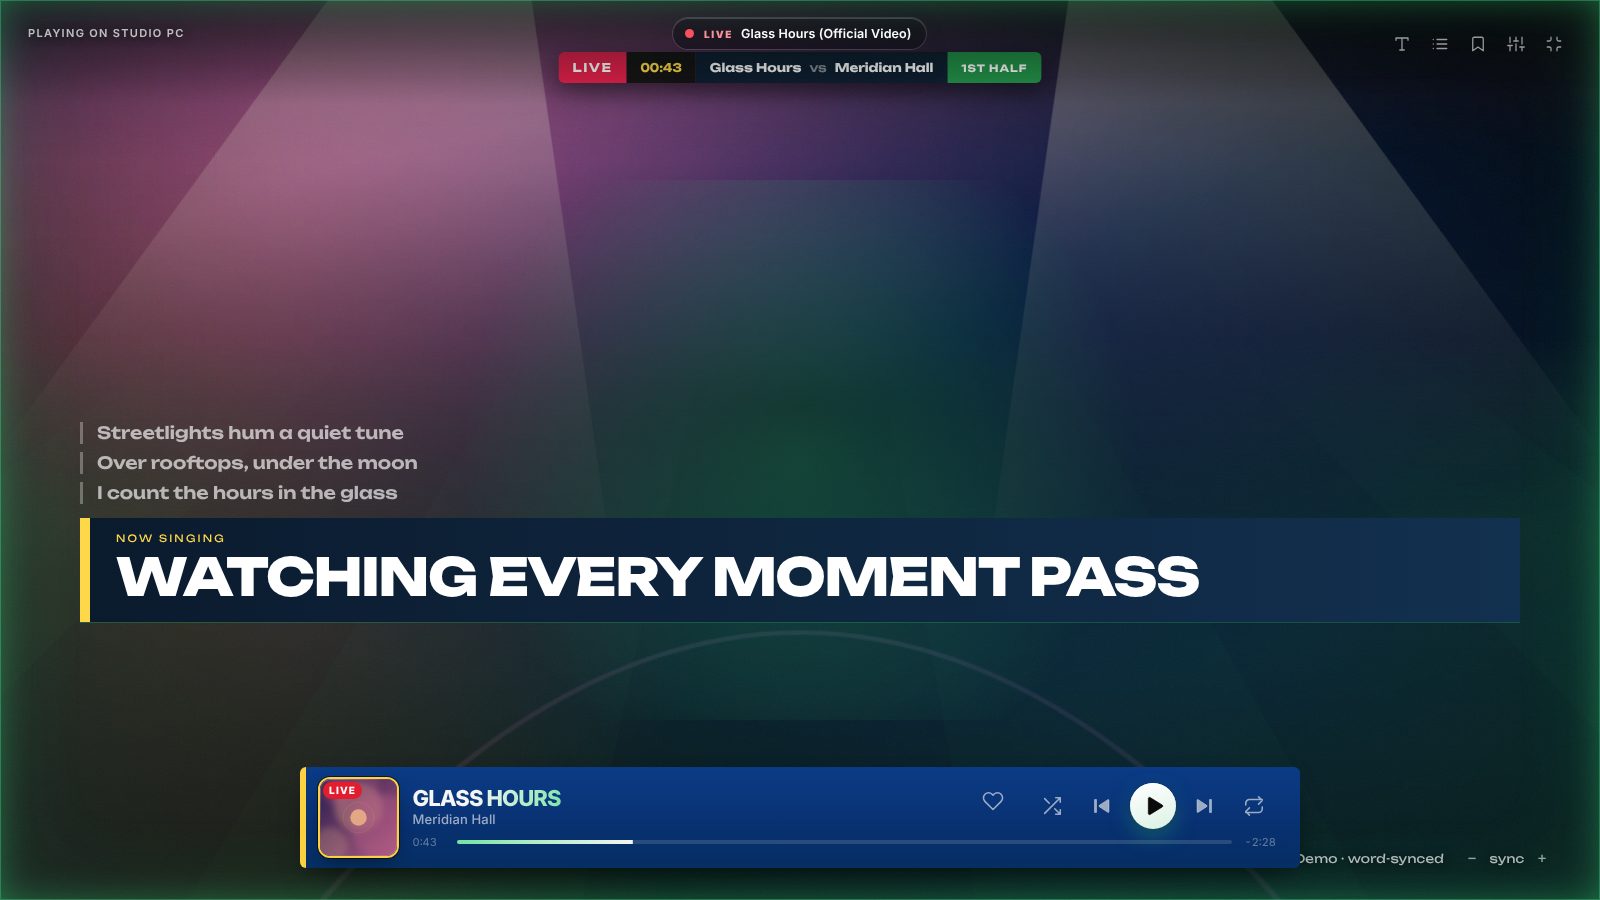 PLAYING ON STUDIO PC
LIVE Glass Hours (Official Video)
LIVE 00:43 Glass Hours vs Meridian Hall 1ST HALF
Streetlights hum a quiet tune
Over rooftops, under the moon
I count the hours in the glass
NOW SINGING
WATCHING EVERY MOMENT PASS
LIVE
GLASS HOURS
Meridian Hall
0:43 -2:28
Demo · word-synced − sync +